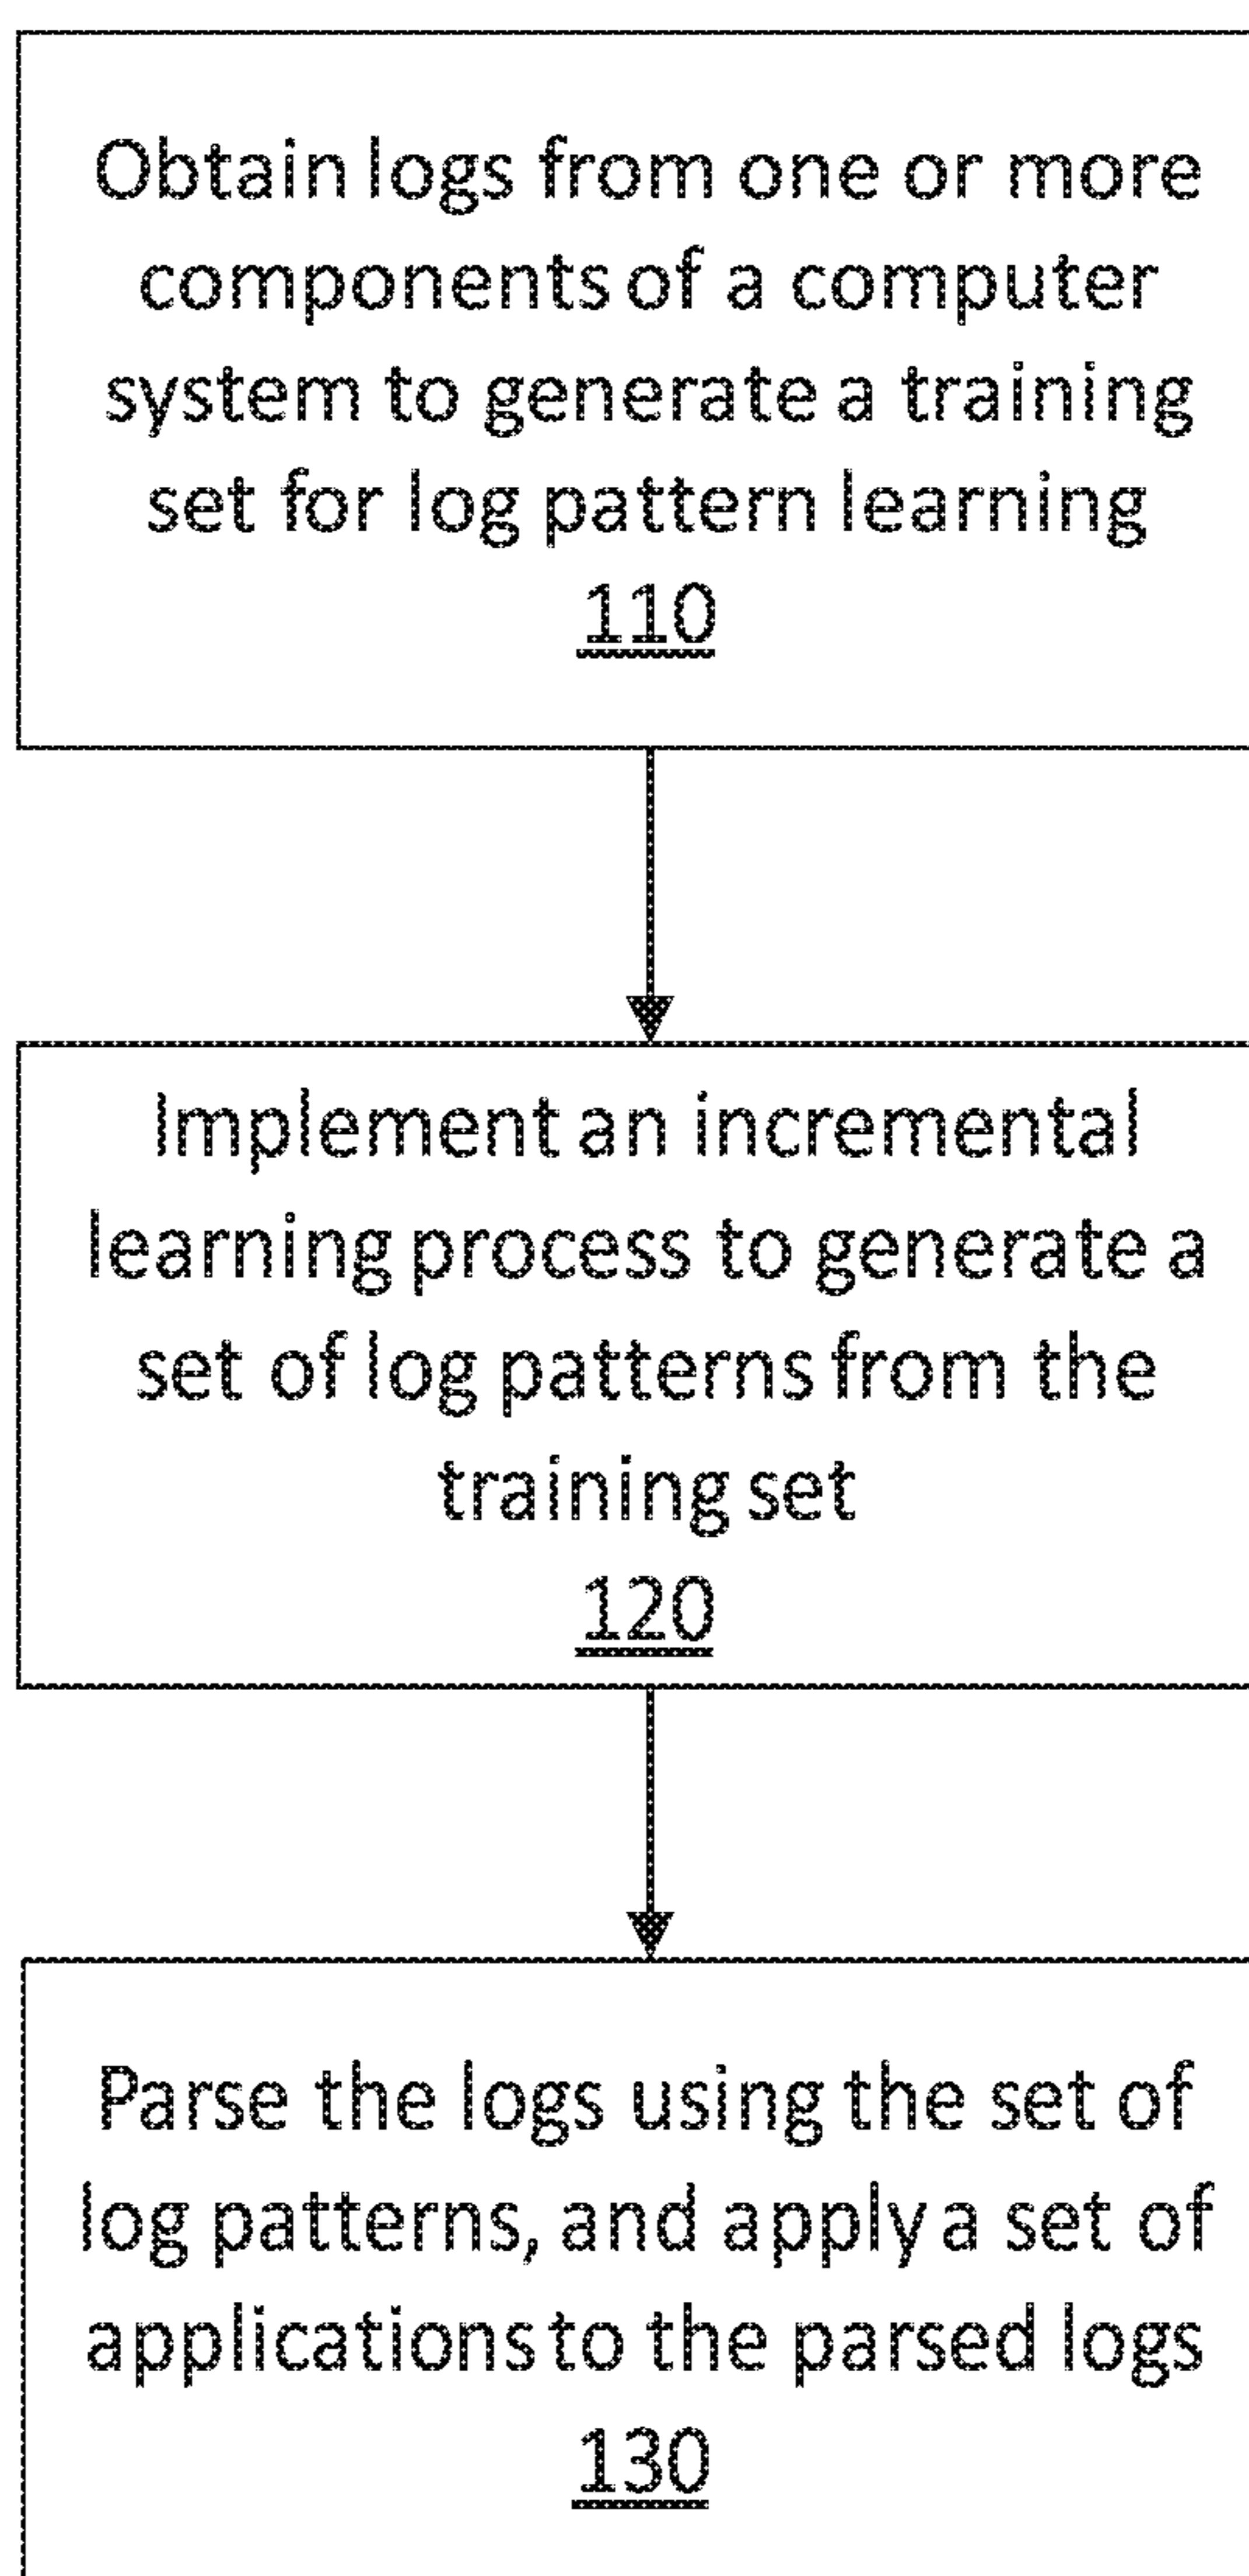 Obtain logs from one or more
components of a computer
system to generate a training
set for log pattern learning
110
Implement an incremental
learning process to generate a
set of log patterns from the
training set
120
Parse the logs using the set of
log patterns, and apply a set of
applications to the parsed logs
130